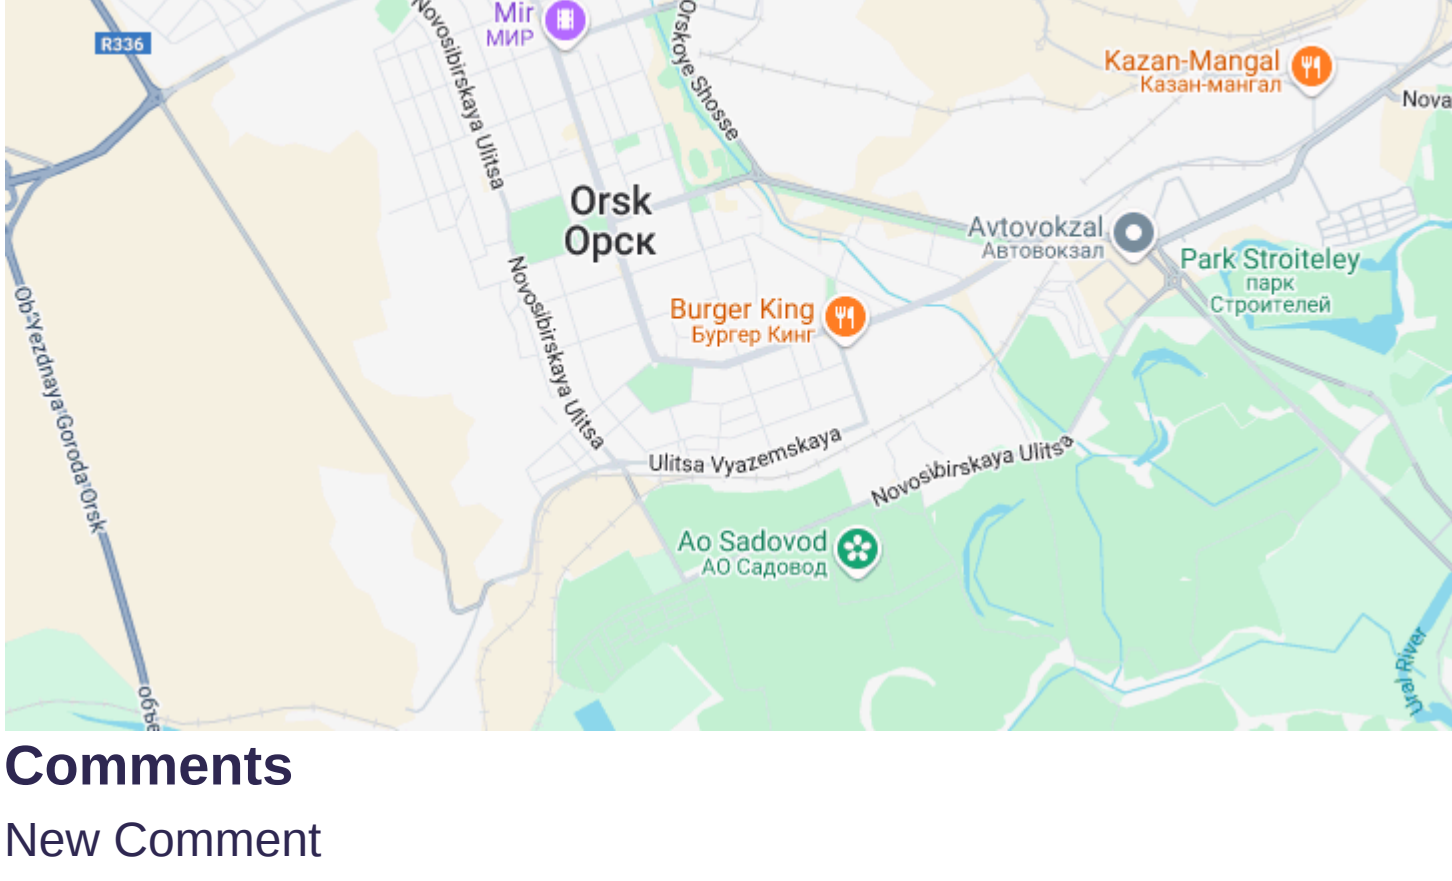 Mir
МИР
R336
Novosibirskaya Ulitsa
Orskoye Shosse
Kazan-Mangal
Казан-мангал
Nova
Orsk
Орск
Avtovokzal
Автовокзал
Park Stroiteley
парк
Строителей
Novosibirskaya Ulitsa
Burger King
Бургер Кинг
Ob"Yezdnaya Goroda Orsk
Ulitsa Vyazemskaya
Novosibirskaya Ulitsa
Ao Sadovod
АО Садовод
Ural River
объе
Comments
New Comment